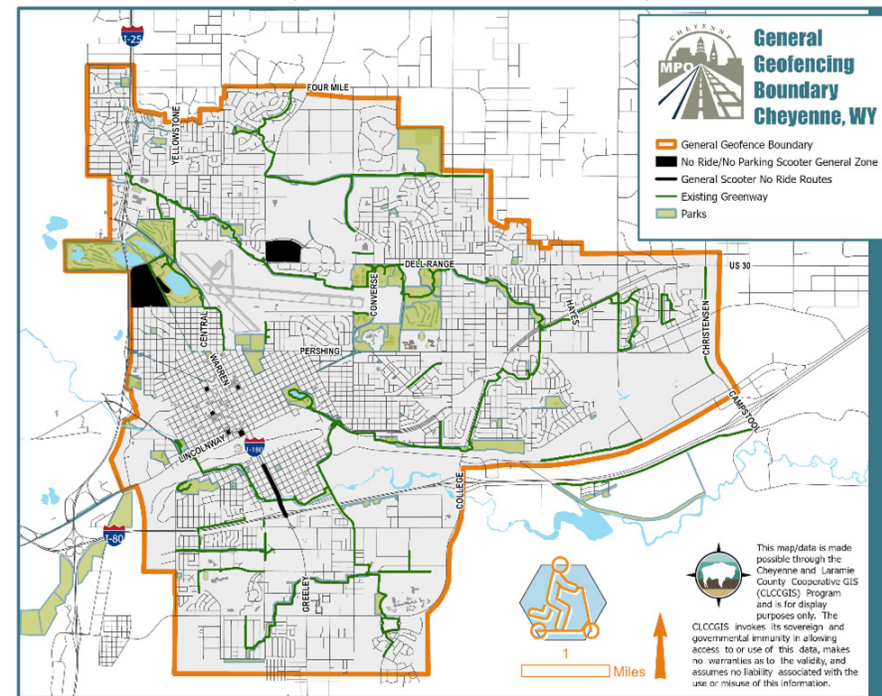 CHEYENNE
MPO
General
Geofencing
Boundary
Cheyenne, WY
General Geofence Boundary
No Ride/No Parking Scooter General Zone
General Scooter No Ride Routes
Existing Greenway
Parks
I-25
FOUR MILE
YELLOWSTONE
DELL-RANGE
US 30
CONVERSE
HAYES
CHRISTENSEN
CENTRAL
PERSHING
WARREN
CAMPSTOOL
LINCOLNWAY
I-180
COLLEGE
I-80
GREELEY
1
Miles
This map/data is made
possible through the
Cheyenne and Laramie
County Cooperative GIS
(CLCCGIS) Program
and is for display
purposes only. The
CLCCGIS invokes its sovereign and
governmental immunity in allowing
access to or use of this data, makes
no warranties as to the validity, and
assumes no liability associated with the
use or misuse of this information.